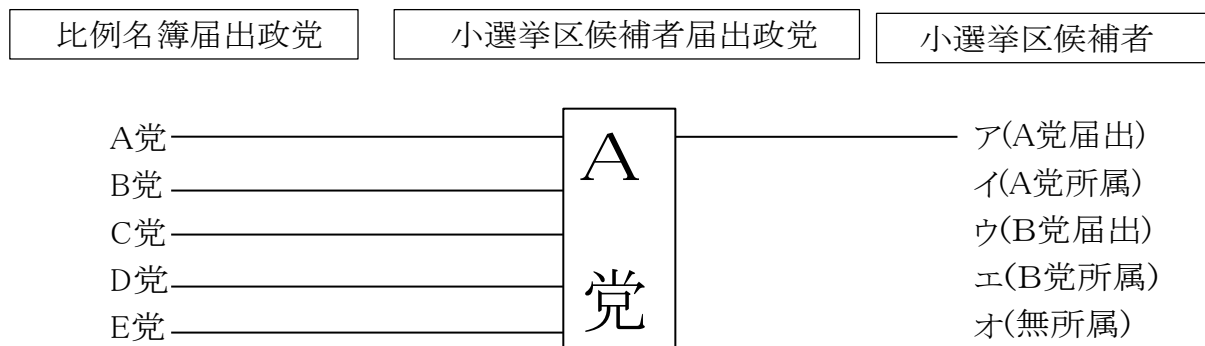 比例名簿届出政党 小選挙区候補者届出政党 小選挙区候補者
A党 A党 ア(A党届出)
B党 イ(A党所属)
C党 ウ(B党届出)
D党 エ(B党所属)
E党 オ(無所属)